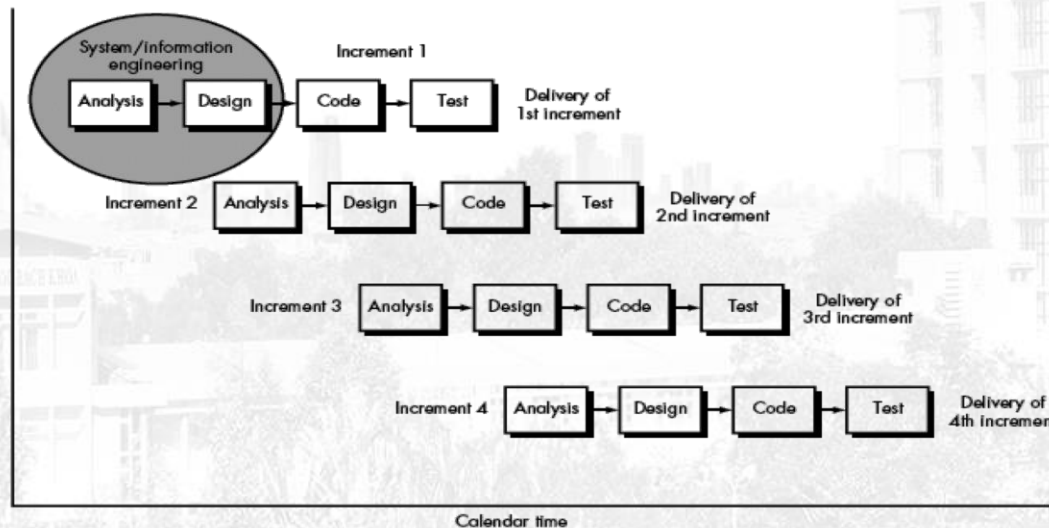 System/information
engineering
Increment 1
Analysis
Design
Code
Test
Delivery of
1st increment
Increment 2
Analysis
Design
Code
Test
Delivery of
2nd increment
Increment 3
Analysis
Design
Code
Test
Delivery of
3rd increment
Increment 4
Analysis
Design
Code
Test
Delivery of
4th increment
Calendar time